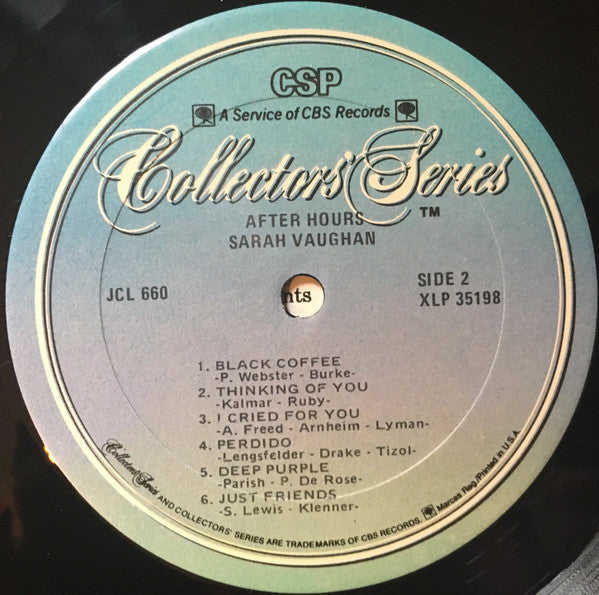 CSP
A Service of CBS Records
Collectors' Series
™
AFTER HOURS
SARAH VAUGHAN
JCL 660
nts
SIDE 2
XLP 35198
1. BLACK COFFEE
-P. Webster - Burke-
2. THINKING OF YOU
-Kalmar - Ruby-
3. I CRIED FOR YOU
-A. Freed - Arnheim - Lyman-
4. PERDIDO
-Lengsfelder - Drake - Tizol-
5. DEEP PURPLE
-Parish - P. De Rose-
6. JUST FRIENDS
-S. Lewis - Klenner-
Collectors' Series AND COLLECTORS' SERIES ARE TRADEMARKS OF CBS RECORDS. Marcas Reg./Printed in U.S.A.